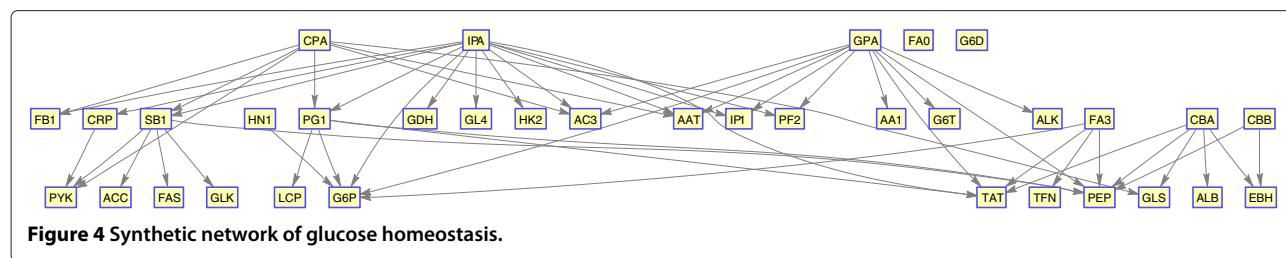 CPA IPA GPA FA0 G6D
FB1 CRP SB1 HN1 PG1 GDH GL4 HK2 AC3 AAT IPI PF2 AA1 G6T ALK FA3 CBA CBB
PYK ACC FAS GLK LCP G6P TAT TFN PEP GLS ALB EBH
Figure 4 Synthetic network of glucose homeostasis.